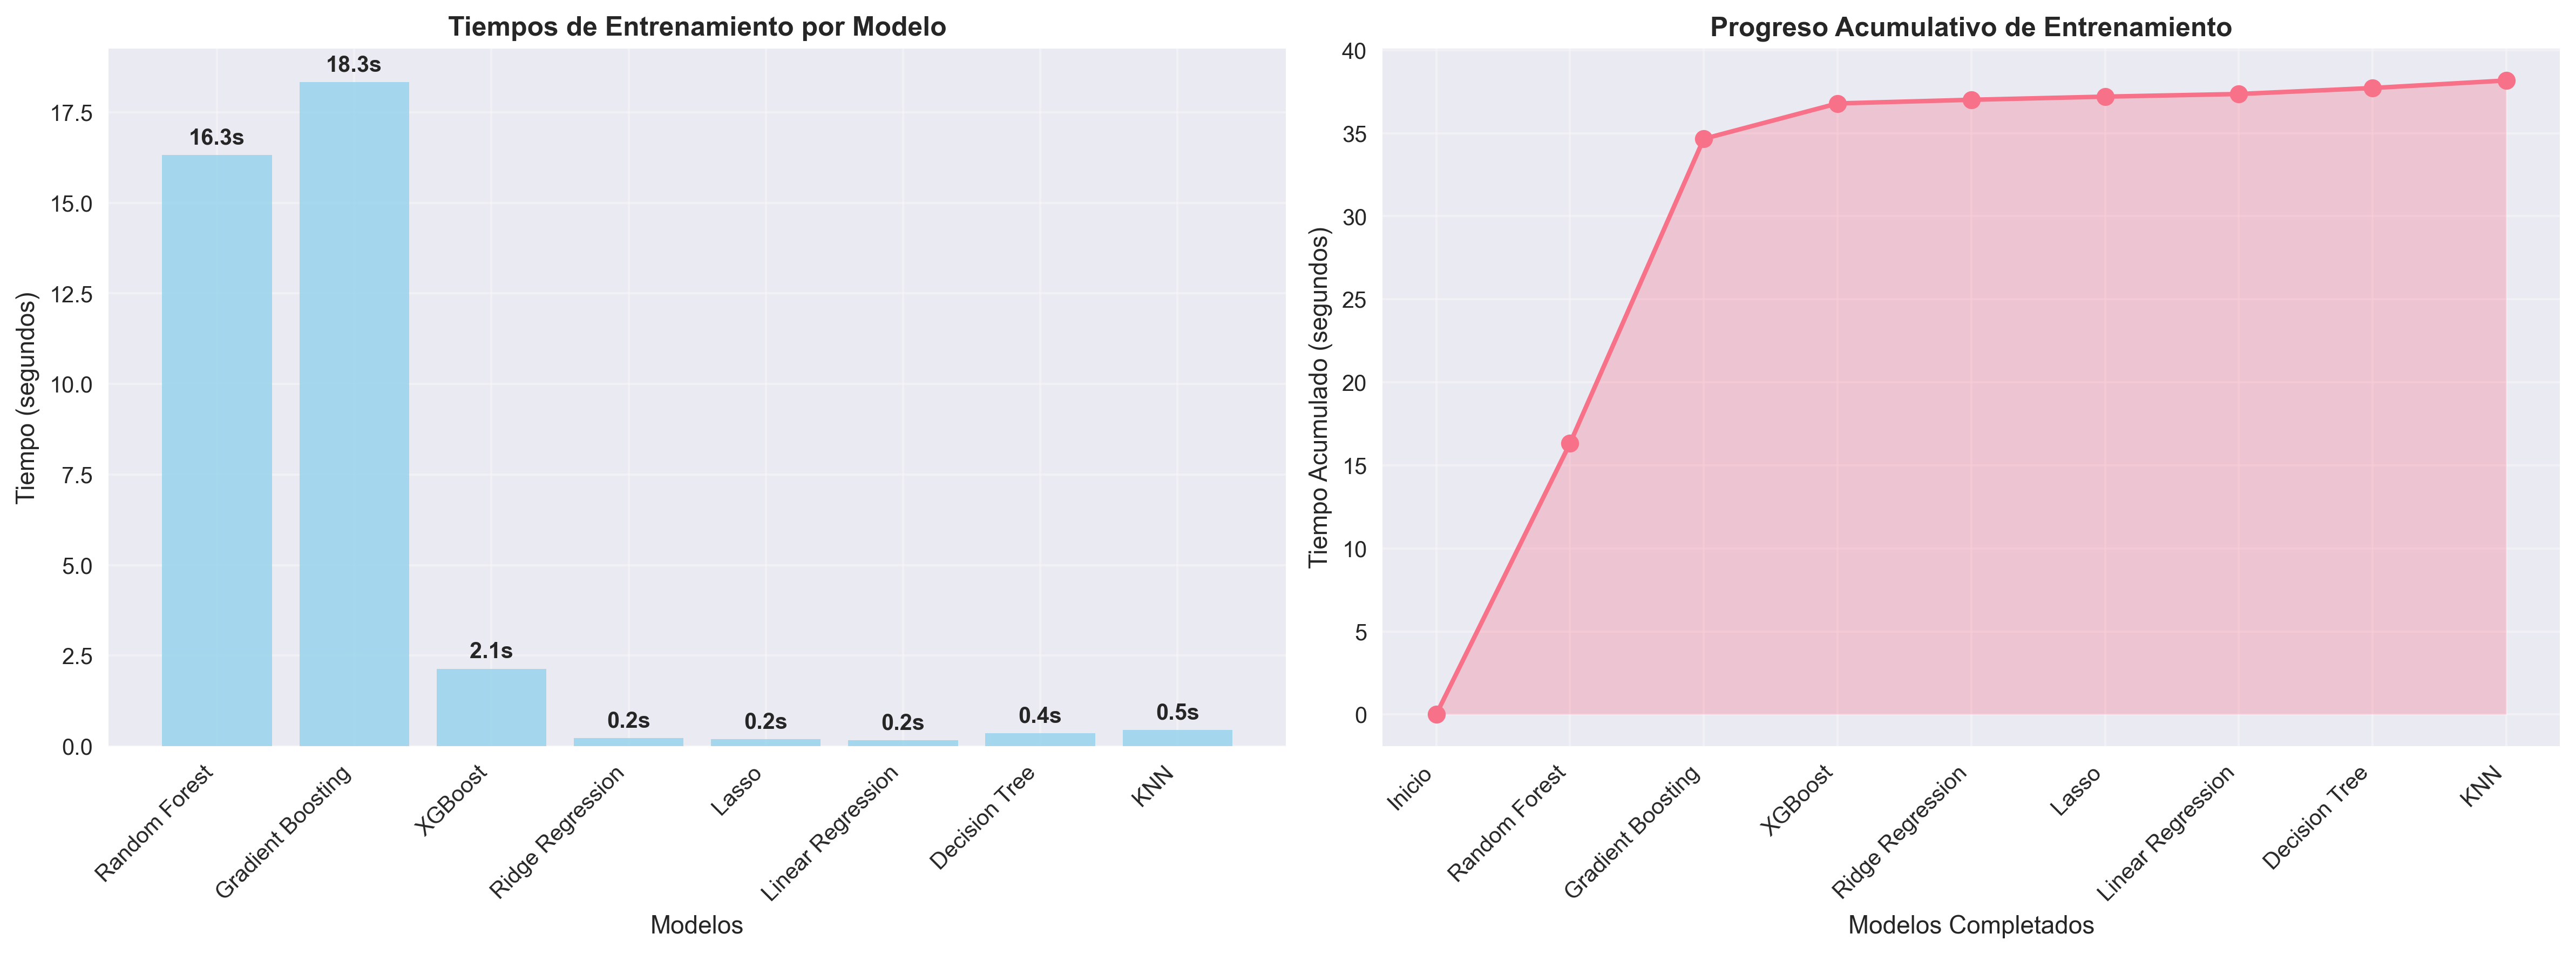 Tiempos de Entrenamiento por Modelo
Tiempo (segundos)
17.5
15.0
12.5
10.0
7.5
5.0
2.5
0.0
16.3s
18.3s
2.1s
0.2s
0.2s
0.2s
0.4s
0.5s
Random Forest
Gradient Boosting
XGBoost
Ridge Regression
Lasso
Linear Regression
Decision Tree
KNN
Modelos
Progreso Acumulativo de Entrenamiento
Tiempo Acumulado (segundos)
40
35
30
25
20
15
10
5
0
Inicio
Random Forest
Gradient Boosting
XGBoost
Ridge Regression
Lasso
Linear Regression
Decision Tree
KNN
Modelos Completados